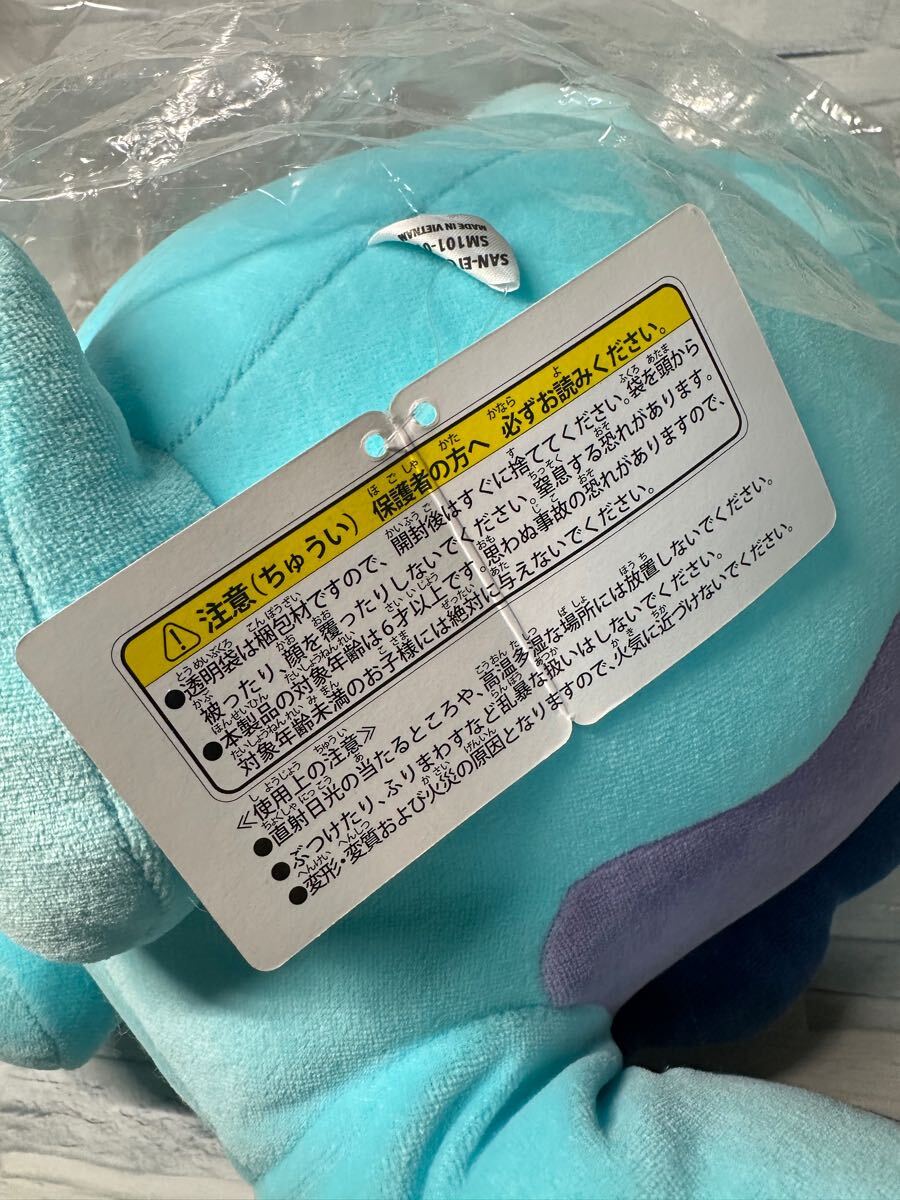 SAN-EI
SM101-0
MADE IN VIETNAM
注意(ちゅうい) 保護者の方へ 必ずお読みください。
●透明袋は梱包材ですので、開封後はすぐに捨ててください。袋を頭から
被ったり、顔を覆ったりしないでください。窒息する恐れがあります。
●本製品の対象年齢は6才以上です。思わぬ事故の恐れがありますので、
対象年齢未満のお子様には絶対に与えないでください。
≪使用上の注意≫
●直射日光の当たるところや、高温多湿な場所には放置しないでください。
●ぶつけたり、ふりまわすなど乱暴な扱いはしないでください。
●変形・変質および火災の原因となりますので、火気に近づけないでください。